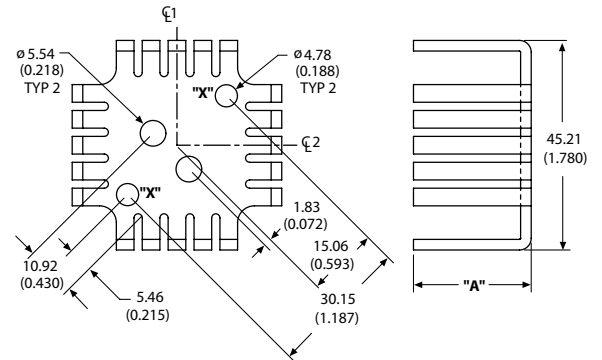 ℄1
ø 5.54
(0.218)
TYP 2
ø 4.78
(0.188)
TYP 2
"X"
℄2
"X"
45.21
(1.780)
1.83
(0.072)
15.06
(0.593)
30.15
(1.187)
10.92
(0.430)
5.46
(0.215)
"A"